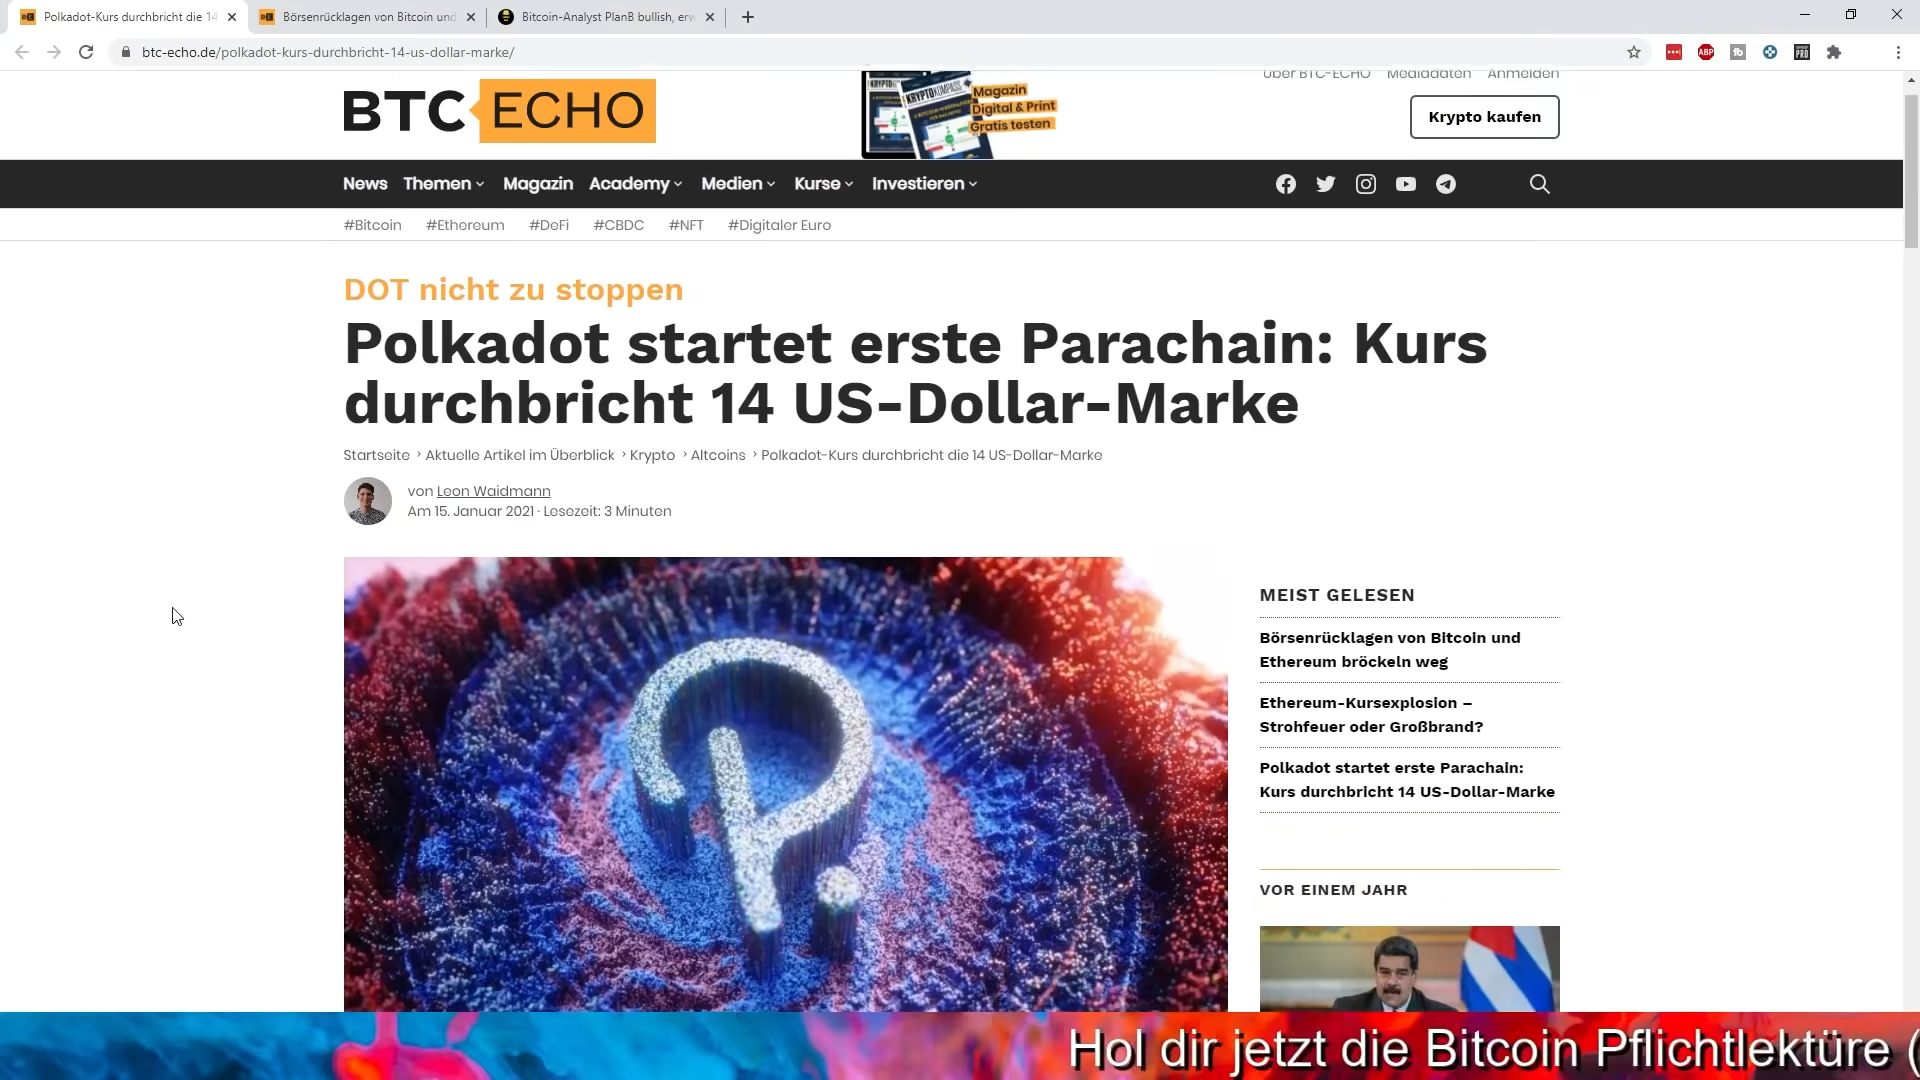 Polkadot-Kurs durchbricht die 14
Börsenrücklagen von Bitcoin und
Bitcoin-Analyst PlanB bullish, erw
btc-echo.de/polkadot-kurs-durchbricht-14-us-dollar-marke/
ABP
Über BTC-ECHO Mediadaten Anmelden
BTC ECHO
KRYPTOKOMPASS
Magazin
Digital & Print
Gratis testen
Krypto kaufen
News Themen Magazin Academy Medien Kurse Investieren
#Bitcoin #Ethereum #DeFi #CBDC #NFT #Digitaler Euro
DOT nicht zu stoppen
Polkadot startet erste Parachain: Kurs
durchbricht 14 US-Dollar-Marke
Startseite › Aktuelle Artikel im Überblick › Krypto › Altcoins › Polkadot-Kurs durchbricht die 14 US-Dollar-Marke
von Leon Waidmann
Am 15. Januar 2021 · Lesezeit: 3 Minuten
MEIST GELESEN
Börsenrücklagen von Bitcoin und
Ethereum bröckeln weg
Ethereum-Kursexplosion –
Strohfeuer oder Großbrand?
Polkadot startet erste Parachain:
Kurs durchbricht 14 US-Dollar-Marke
VOR EINEM JAHR
Hol dir jetzt die Bitcoin Pflichtlektüre (